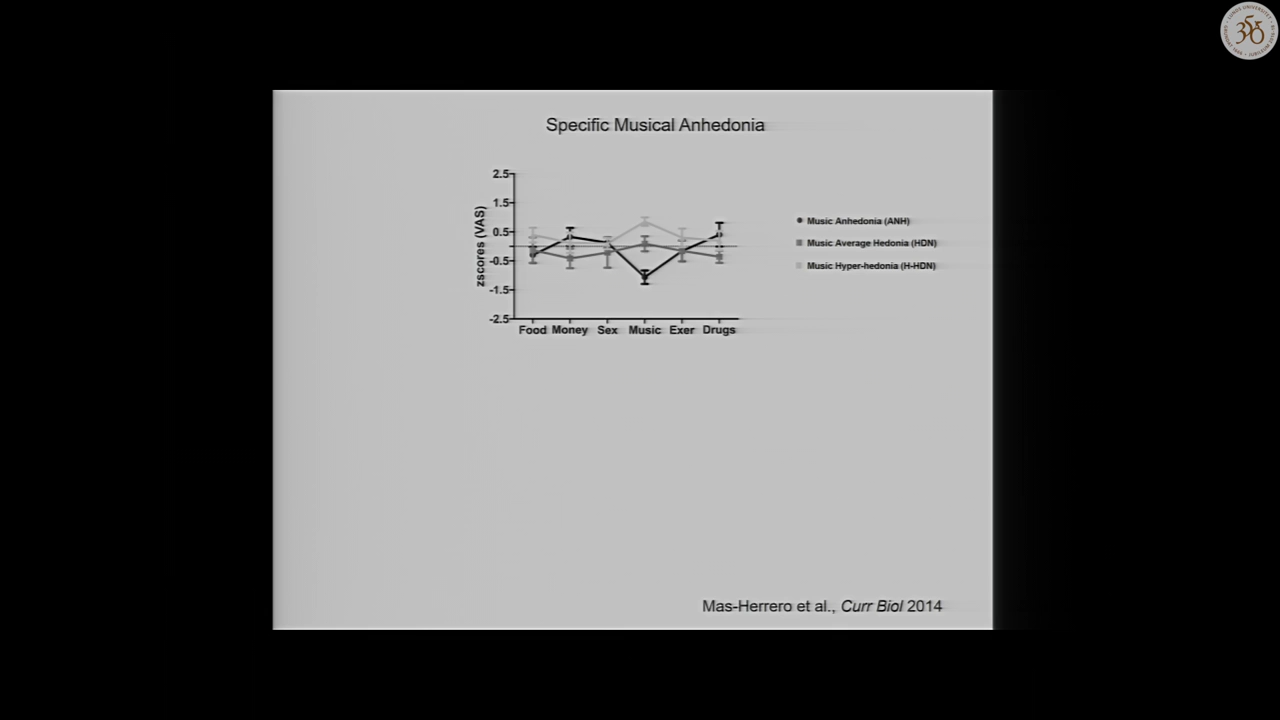 Specific Musical Anhedonia
zscores (VAS)
2.5
1.5
0.5
-0.5
-1.5
-2.5
Food Money Sex Music Exer Drugs
Music Anhedonia (ANH)
Music Average Hedonia (HDN)
Music Hyper-hedonia (H-HDN)
Mas-Herrero et al., Curr Biol 2014